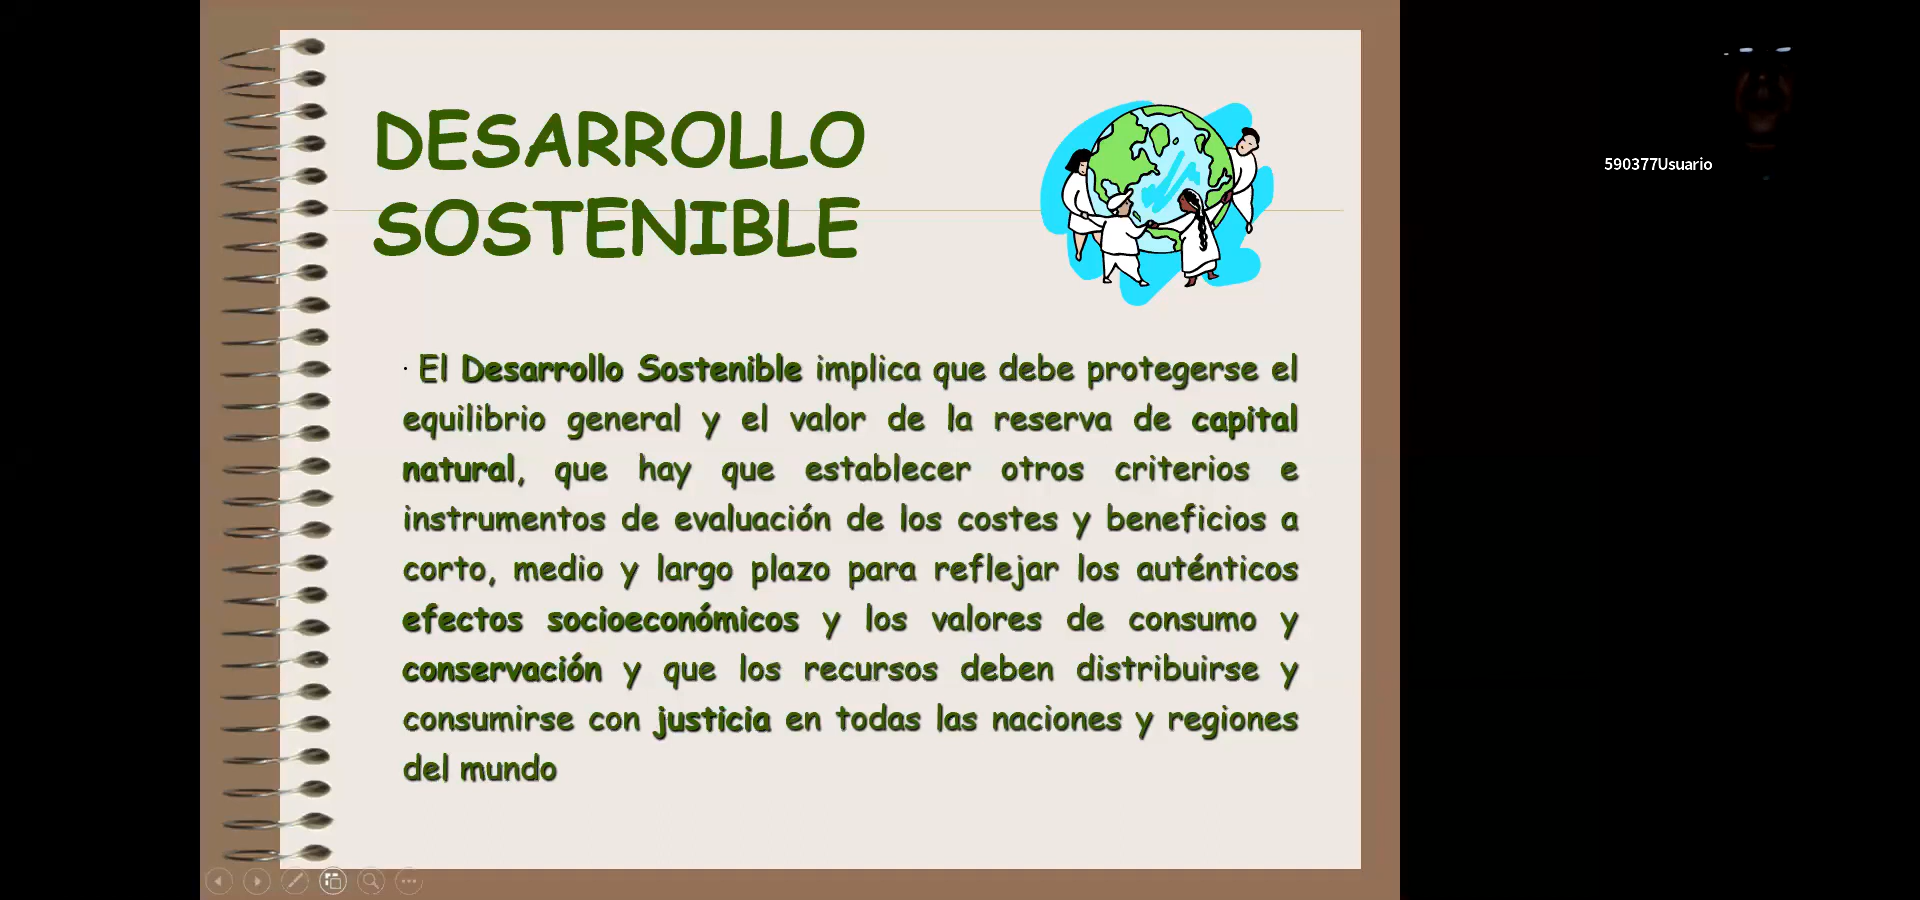 DESARROLLO
SOSTENIBLE
590377Usuario
· El Desarrollo Sostenible implica que debe protegerse el
equilibrio general y el valor de la reserva de capital
natural, que hay que establecer otros criterios e
instrumentos de evaluación de los costes y beneficios a
corto, medio y largo plazo para reflejar los auténticos
efectos socioeconómicos y los valores de consumo y
conservación y que los recursos deben distribuirse y
consumirse con justicia en todas las naciones y regiones
del mundo